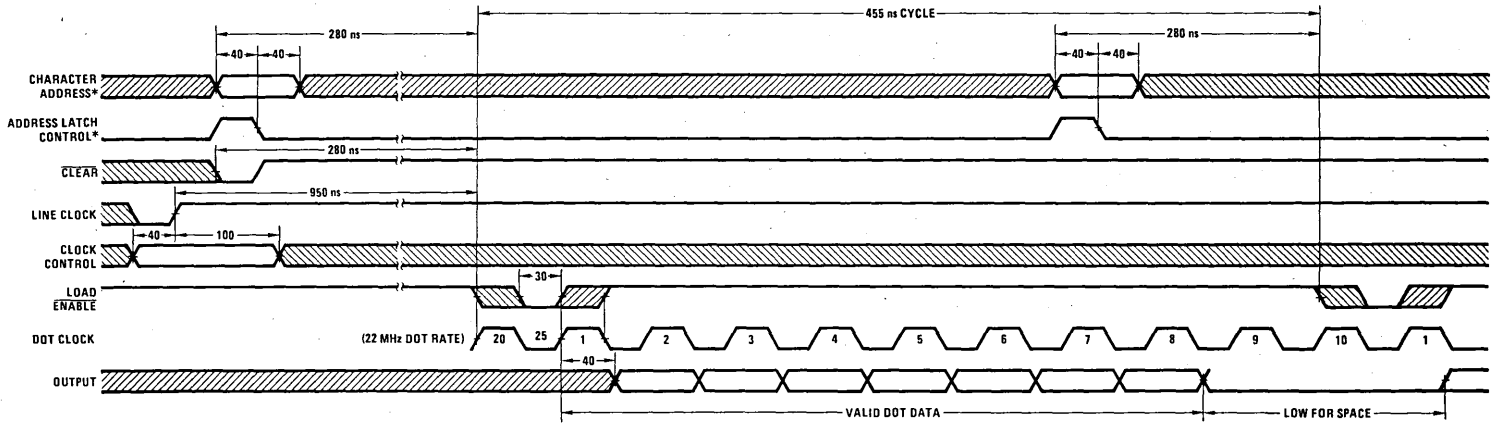 455 ns CYCLE
280 ns 280 ns
40 40 40 40
CHARACTER
ADDRESS*
ADDRESS LATCH
CONTROL*
280 ns
CLEAR
950 ns
LINE CLOCK
40 100
CLOCK
CONTROL
30
LOAD
ENABLE
DOT CLOCK (22 MHz DOT RATE) 20 25 1 2 3 4 5 6 7 8 9 10 1
40
OUTPUT
VALID DOT DATA LOW FOR SPACE